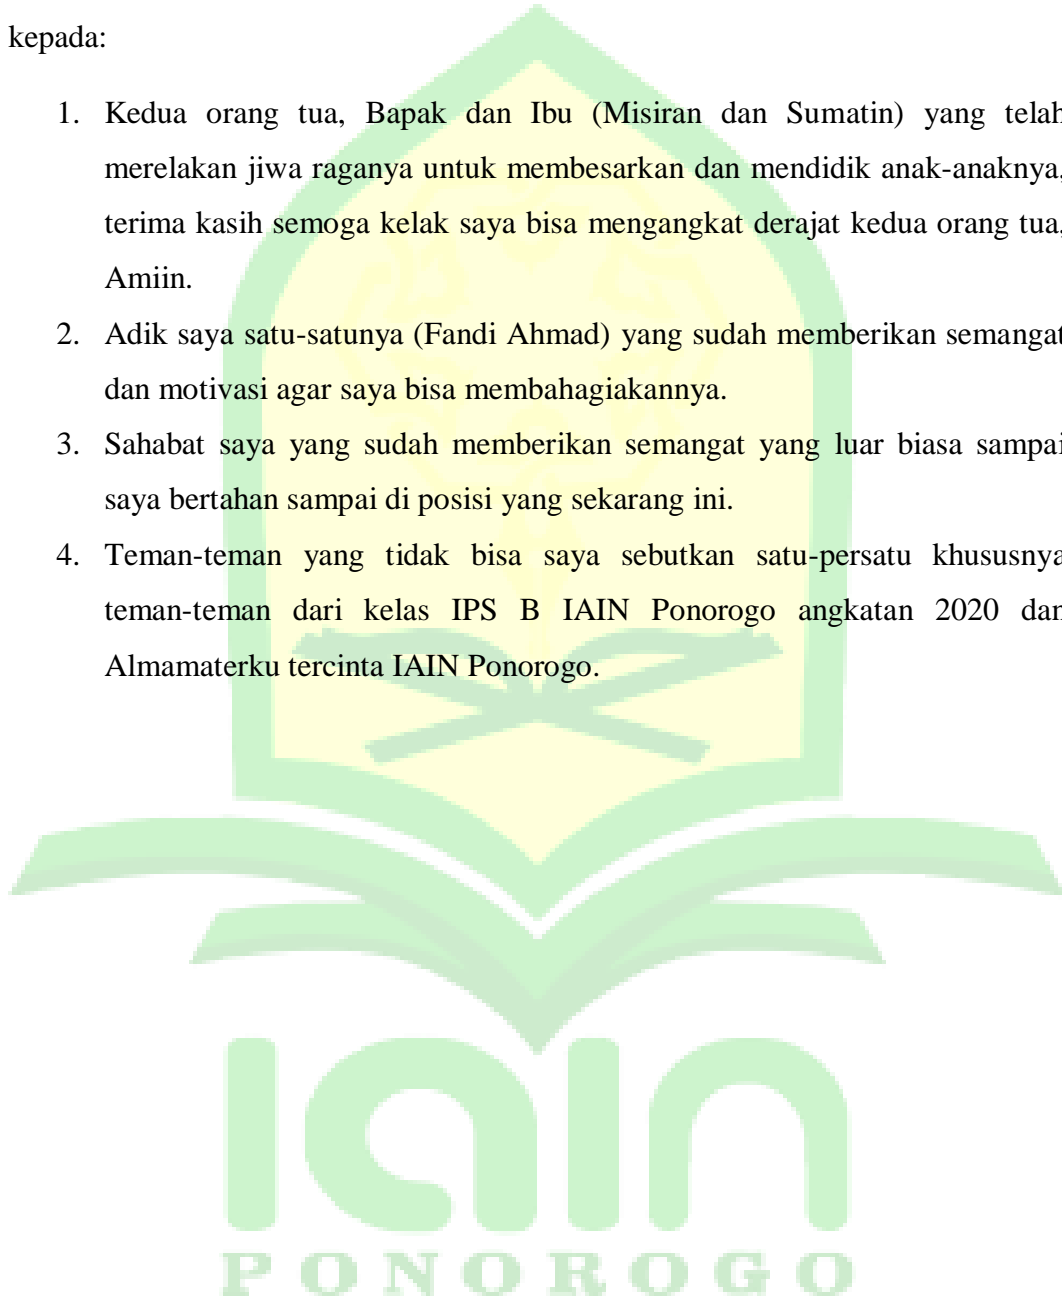 kepada:
1. Kedua orang tua, Bapak dan Ibu (Misiran dan Sumatin) yang telah
merelakan jiwa raganya untuk membesarkan dan mendidik anak-anaknya,
terima kasih semoga kelak saya bisa mengangkat derajat kedua orang tua,
Amiin.
2. Adik saya satu-satunya (Fandi Ahmad) yang sudah memberikan semangat
dan motivasi agar saya bisa membahagiakannya.
3. Sahabat saya yang sudah memberikan semangat yang luar biasa sampai
saya bertahan sampai di posisi yang sekarang ini.
4. Teman-teman yang tidak bisa saya sebutkan satu-persatu khususnya
teman-teman dari kelas IPS B IAIN Ponorogo angkatan 2020 dan
Almamaterku tercinta IAIN Ponorogo.
IAIN
PONOROGO